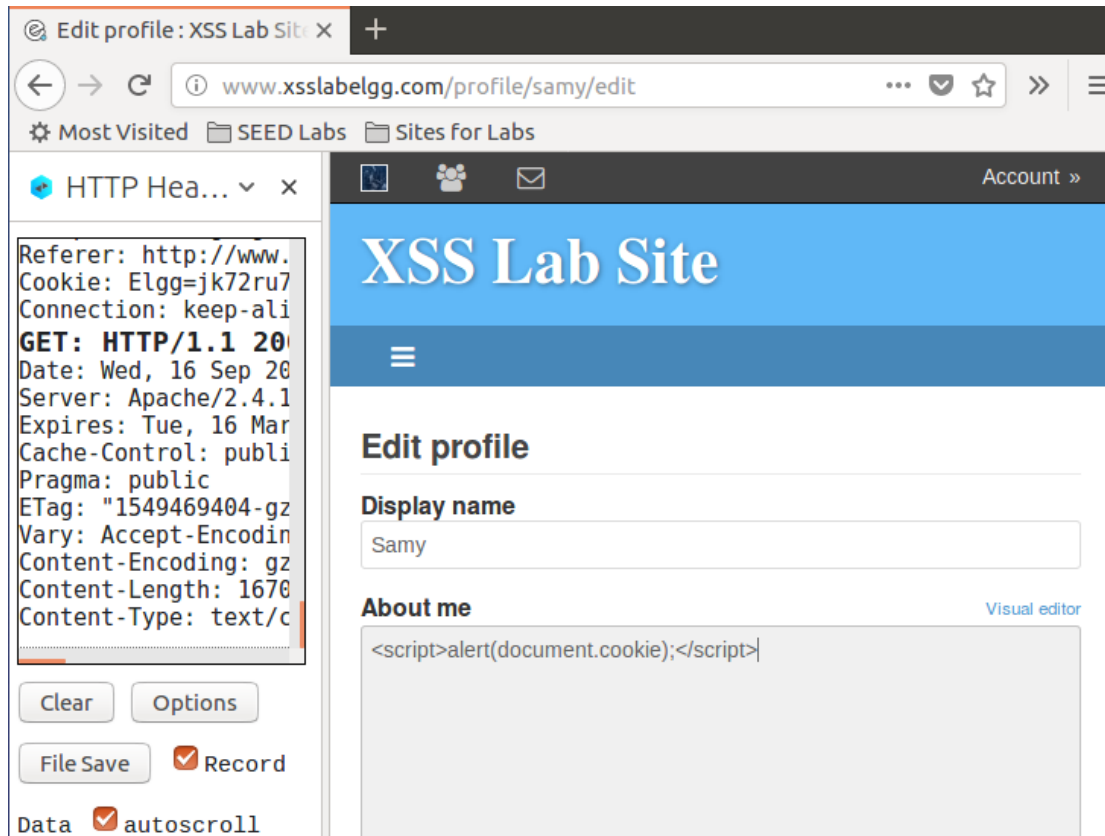 Edit profile : XSS Lab Site
www.xsslabelgg.com/profile/samy/edit
Most Visited SEED Labs Sites for Labs
HTTP Hea...
Referer: http://www.
Cookie: Elgg=jk72ru7
Connection: keep-ali
GET: HTTP/1.1 20
Date: Wed, 16 Sep 20
Server: Apache/2.4.1
Expires: Tue, 16 Mar
Cache-Control: publi
Pragma: public
ETag: "1549469404-gz
Vary: Accept-Encodin
Content-Encoding: gz
Content-Length: 1670
Content-Type: text/c
Clear Options
File Save Record
Data autoscroll
Account »
XSS Lab Site
Edit profile
Display name
Samy
About me Visual editor
<script>alert(document.cookie);</script>